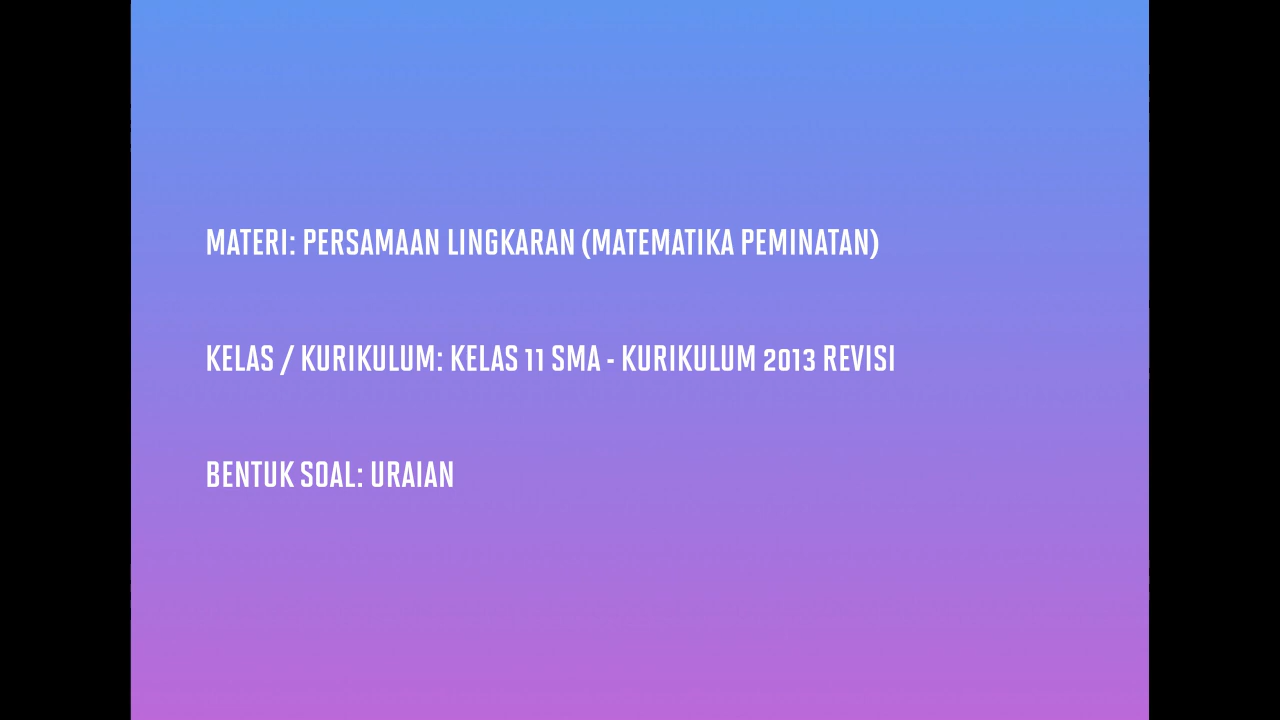 MATERI: PERSAMAAN LINGKARAN (MATEMATIKA PEMINATAN)
KELAS / KURIKULUM: KELAS 11 SMA - KURIKULUM 2013 REVISI
BENTUK SOAL: URAIAN